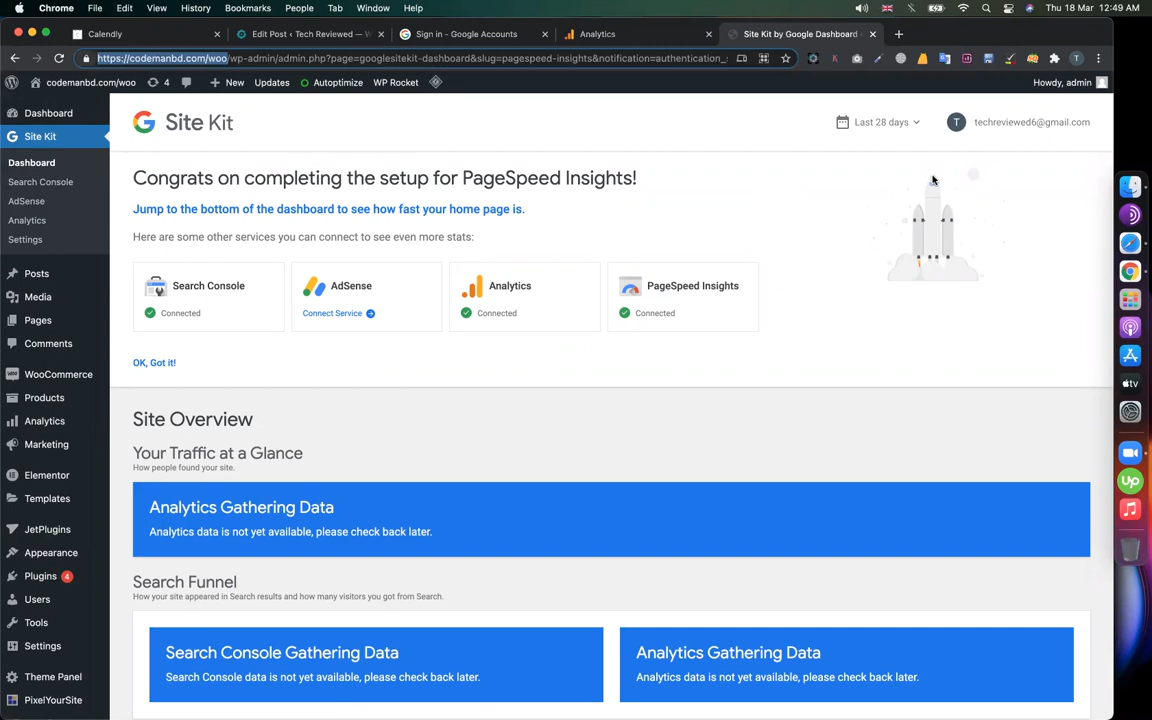 Chrome File Edit View History Bookmarks People Tab Window Help Thu 18 Mar 12:49 AM
Calendly Edit Post ‹ Tech Reviewed — W Sign in - Google Accounts Analytics Site Kit by Google Dashboard
https://codemanbd.com/woo/wp-admin/admin.php?page=googlesitekit-dashboard&slug=pagespeed-insights&notification=authentication_s T
codemanbd.com/woo 4 New Updates Autoptimize WP Rocket Howdy, admin
Dashboard
Site Kit
Dashboard
Search Console
AdSense
Analytics
Settings
Posts
Media
Pages
Comments
WooCommerce
Products
Analytics
Marketing
Elementor
Templates
JetPlugins
Appearance
Plugins 4
Users
Tools
Settings
Theme Panel
PixelYourSite
G Site Kit
Last 28 days
T techreviewed6@gmail.com
Congrats on completing the setup for PageSpeed Insights!
Jump to the bottom of the dashboard to see how fast your home page is.
Here are some other services you can connect to see even more stats:
Search Console
Connected
AdSense
Connect Service
Analytics
Connected
PageSpeed Insights
Connected
OK, Got it!
Site Overview
Your Traffic at a Glance
How people found your site.
Analytics Gathering Data
Analytics data is not yet available, please check back later.
Search Funnel
How your site appeared in Search results and how many visitors you got from Search.
Search Console Gathering Data
Search Console data is not yet available, please check back later.
Analytics Gathering Data
Analytics data is not yet available, please check back later.
tv
Up